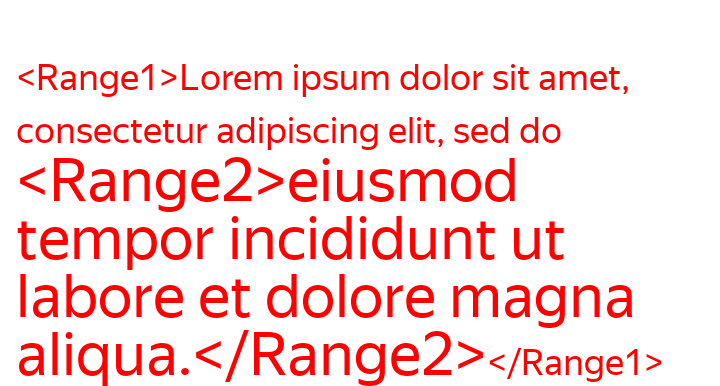 <Range1>Lorem ipsum dolor sit amet,
consectetur adipiscing elit, sed do
<Range2>eiusmod
tempor incididunt ut
labore et dolore magna
aliqua.</Range2></Range1>